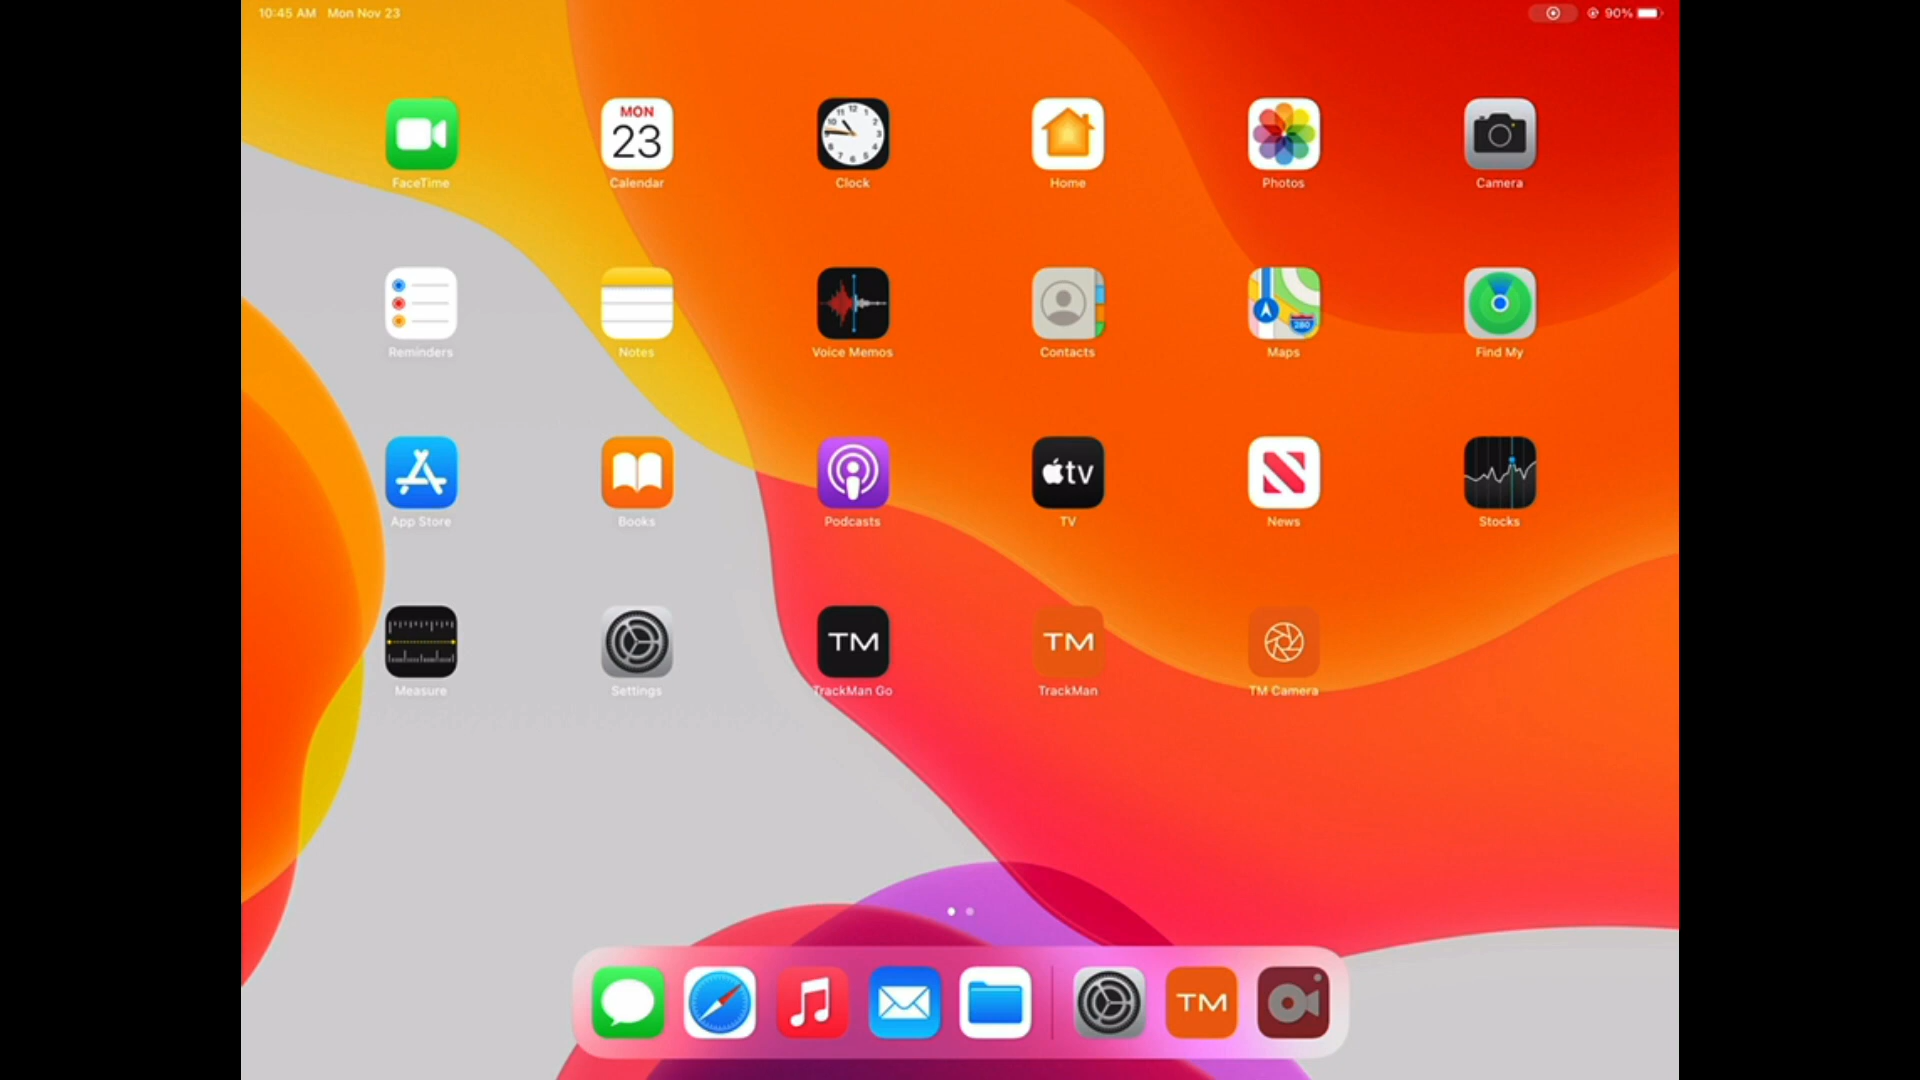 10:45 AM Mon Nov 23
90%
MON
23
FaceTime
Calendar
Clock
Home
Photos
Camera
280
Reminders
Notes
Voice Memos
Contacts
Maps
Find My
tv
App Store
Books
Podcasts
TV
News
Stocks
TM
TM
Measure
Settings
TrackMan Go
TrackMan
TM Camera
TM